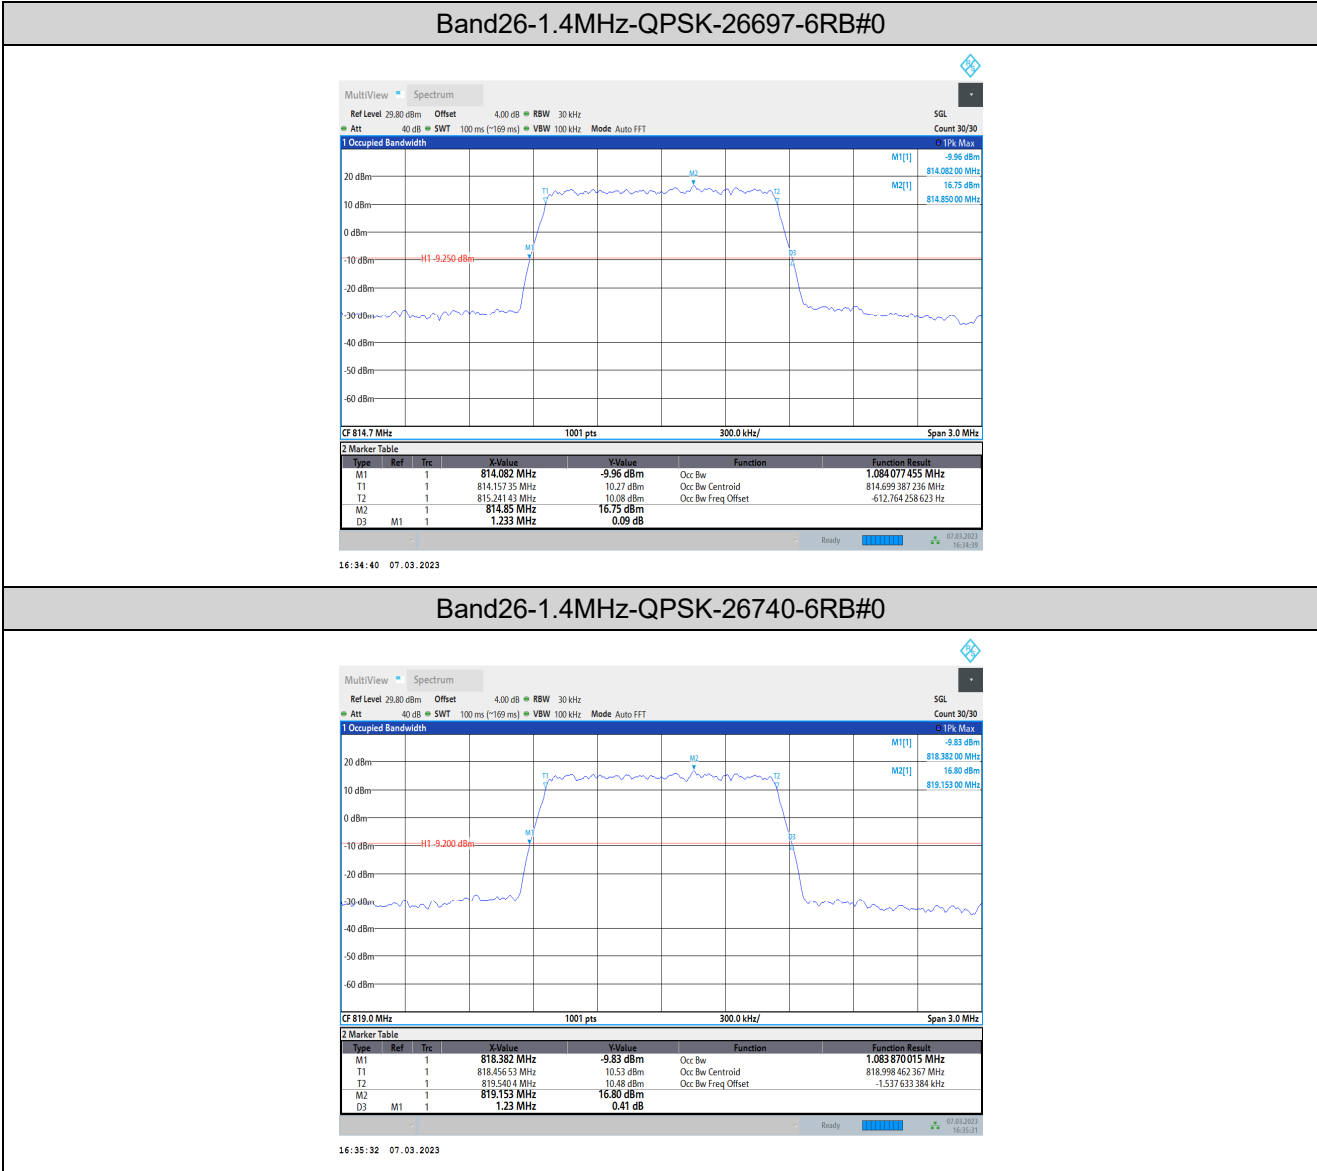 Band26-1.4MHz-QPSK-26697-6RB#0
MultiView Spectrum
Ref Level 29.80 dBm Offset 4.00 dB RBW 30 kHz SGL
Att 40 dB SWT 100 ms (~169 ms) VBW 100 kHz Mode Auto FFT Count 30/30
1 Occupied Bandwidth 1Pk Max
M1[1] -9.96 dBm
814.082 00 MHz
M2[1] 16.75 dBm
814.850 00 MHz
20 dBm
M2
T1 T2
10 dBm
0 dBm
M1 D3
-10 dBm H1 -9.250 dBm
-20 dBm
-30 dBm
-40 dBm
-50 dBm
-60 dBm
CF 814.7 MHz 1001 pts 300.0 kHz/ Span 3.0 MHz
2 Marker Table
Type Ref Trc X-Value Y-Value Function Function Result
M1 1 814.082 MHz -9.96 dBm Occ Bw 1.084 077 455 MHz
T1 1 814.157 35 MHz 10.27 dBm Occ Bw Centroid 814.699 387 236 MHz
T2 1 815.241 43 MHz 10.08 dBm Occ Bw Freq Offset -612.764 258 623 Hz
M2 1 814.85 MHz 16.75 dBm
D3 M1 1 1.233 MHz 0.09 dB
Ready 07.03.2023
16:34:39
16:34:40 07.03.2023
Band26-1.4MHz-QPSK-26740-6RB#0
MultiView Spectrum
Ref Level 29.80 dBm Offset 4.00 dB RBW 30 kHz SGL
Att 40 dB SWT 100 ms (~169 ms) VBW 100 kHz Mode Auto FFT Count 30/30
1 Occupied Bandwidth 1Pk Max
M1[1] -9.83 dBm
818.382 00 MHz
M2[1] 16.80 dBm
819.153 00 MHz
20 dBm
M2
T1 T2
10 dBm
0 dBm
M1 D3
-10 dBm H1 -9.200 dBm
-20 dBm
-30 dBm
-40 dBm
-50 dBm
-60 dBm
CF 819.0 MHz 1001 pts 300.0 kHz/ Span 3.0 MHz
2 Marker Table
Type Ref Trc X-Value Y-Value Function Function Result
M1 1 818.382 MHz -9.83 dBm Occ Bw 1.083 870 015 MHz
T1 1 818.456 53 MHz 10.53 dBm Occ Bw Centroid 818.998 462 367 MHz
T2 1 819.540 4 MHz 10.48 dBm Occ Bw Freq Offset -1.537 633 384 kHz
M2 1 819.153 MHz 16.80 dBm
D3 M1 1 1.23 MHz 0.41 dB
Ready 07.03.2023
16:35:31
16:35:32 07.03.2023